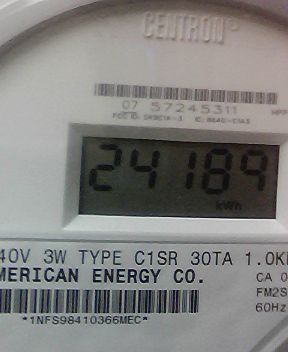 CENTRON®
07 57245311
24189
kWh
40V 3W TYPE C1SR 30TA 1.0K
MERICAN ENERGY CO.
CA 0
FM2S
60Hz
*1NFS98410366MEC*